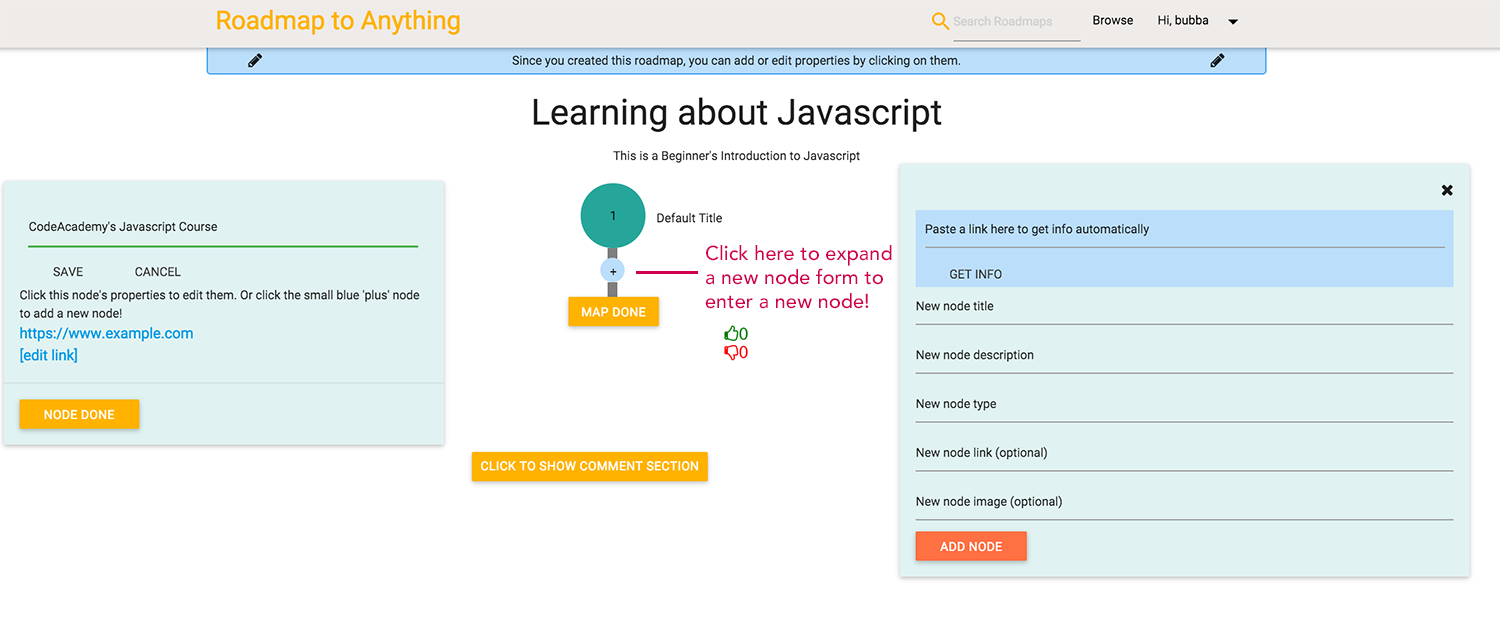 Roadmap to Anything
Search Roadmaps
Browse
Hi, bubba
Since you created this roadmap, you can add or edit properties by clicking on them.
Learning about Javascript
This is a Beginner's Introduction to Javascript
CodeAcademy's Javascript Course
SAVE
CANCEL
Click this node's properties to edit them. Or click the small blue 'plus' node
to add a new node!
https://www.example.com
[edit link]
NODE DONE
1
Default Title
+
Click here to expand
a new node form to
enter a new node!
MAP DONE
0
0
CLICK TO SHOW COMMENT SECTION
Paste a link here to get info automatically
GET INFO
New node title
New node description
New node type
New node link (optional)
New node image (optional)
ADD NODE